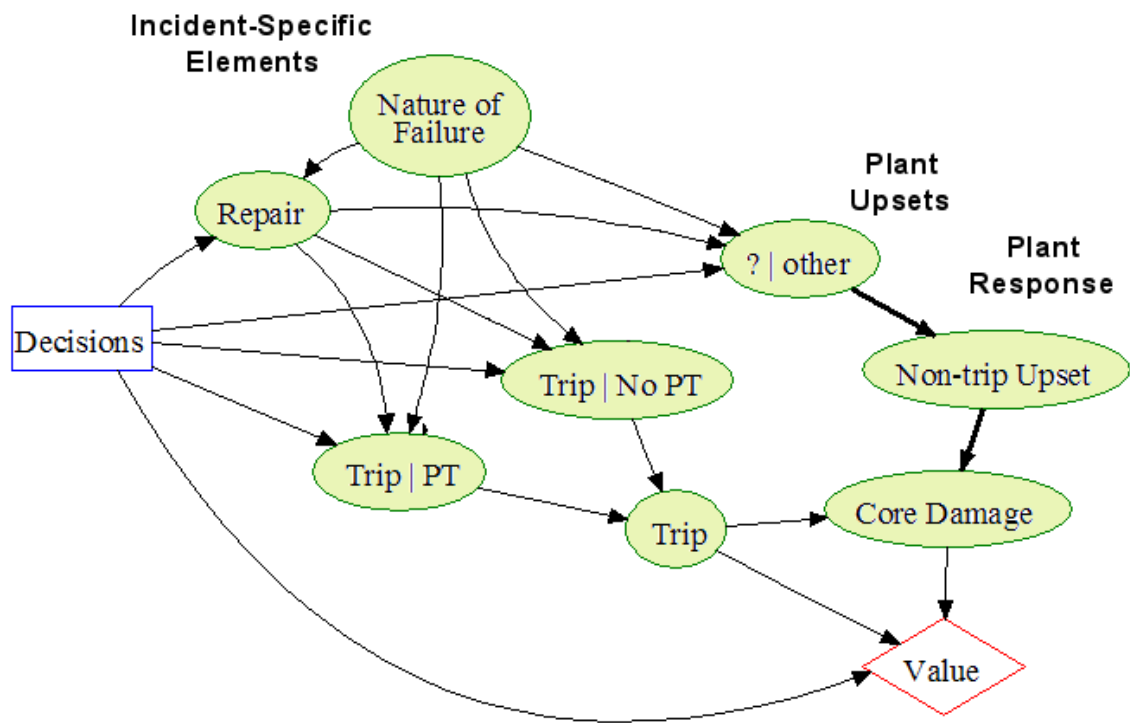 Incident-Specific
Elements
Nature of
Failure
Plant
Upsets
Repair
Plant
Response
? | other
Decisions
Non-trip Upset
Trip | No PT
Trip | PT
Core Damage
Trip
Value